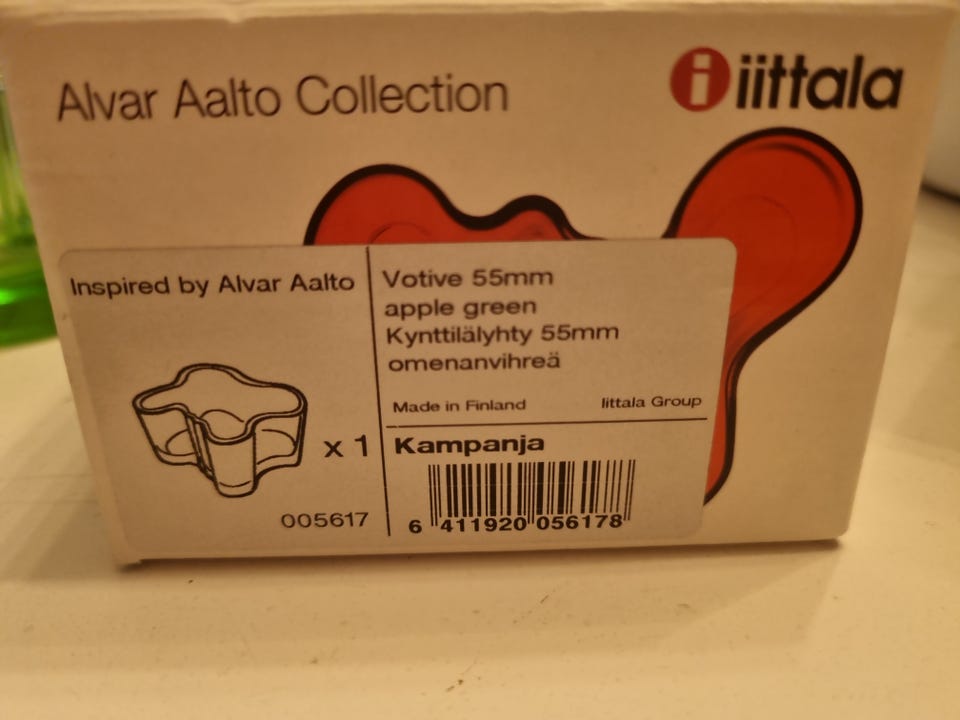 Alvar Aalto Collection
i iittala
Inspired by Alvar Aalto
x 1
005617
Votive 55mm
apple green
Kynttilälyhty 55mm
omenanvihreä
Made in Finland
Iittala Group
Kampanja
6 411920 056178